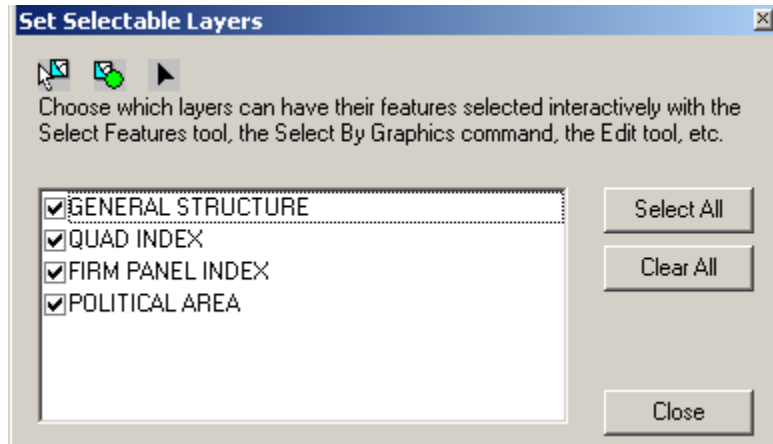 Set Selectable Layers
Choose which layers can have their features selected interactively with the
Select Features tool, the Select By Graphics command, the Edit tool, etc.
GENERAL STRUCTURE
QUAD INDEX
FIRM PANEL INDEX
POLITICAL AREA
Select All
Clear All
Close